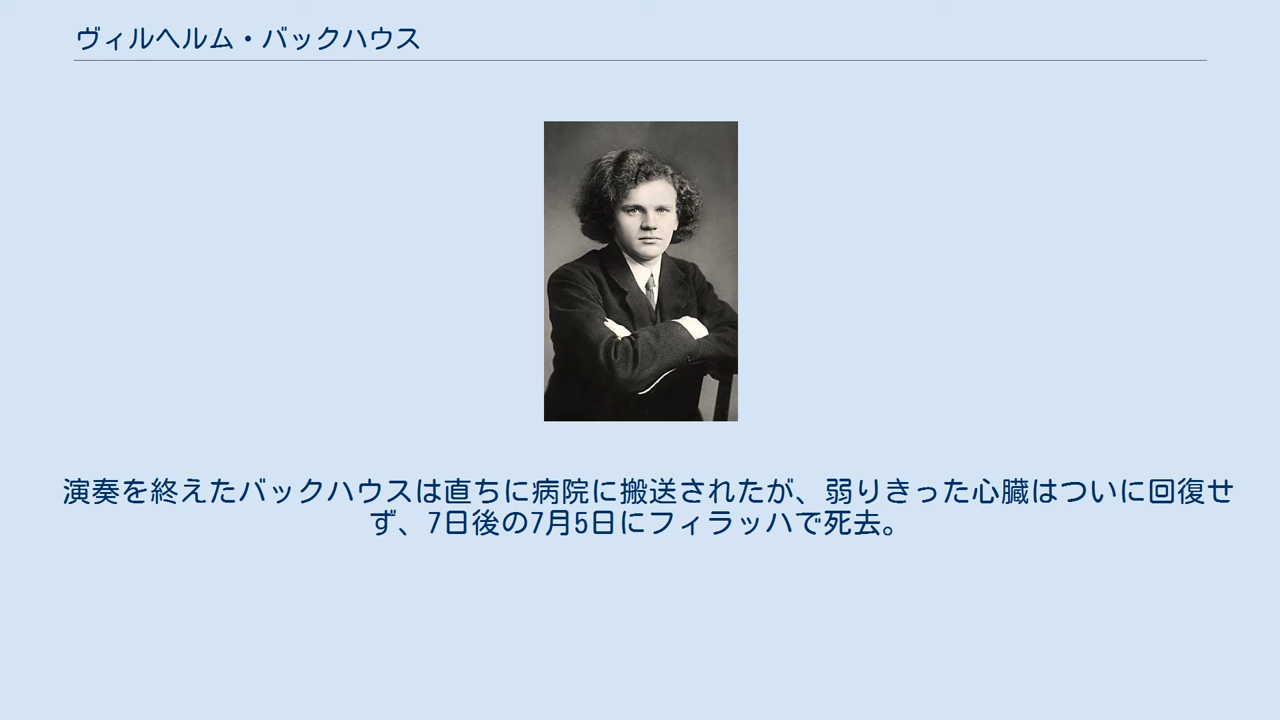 ヴィルヘルム・バックハウス
演奏を終えたバックハウスは直ちに病院に搬送されたが、弱りきった心臓はついに回復せ
ず、7日後の7月5日にフィラッハで死去。